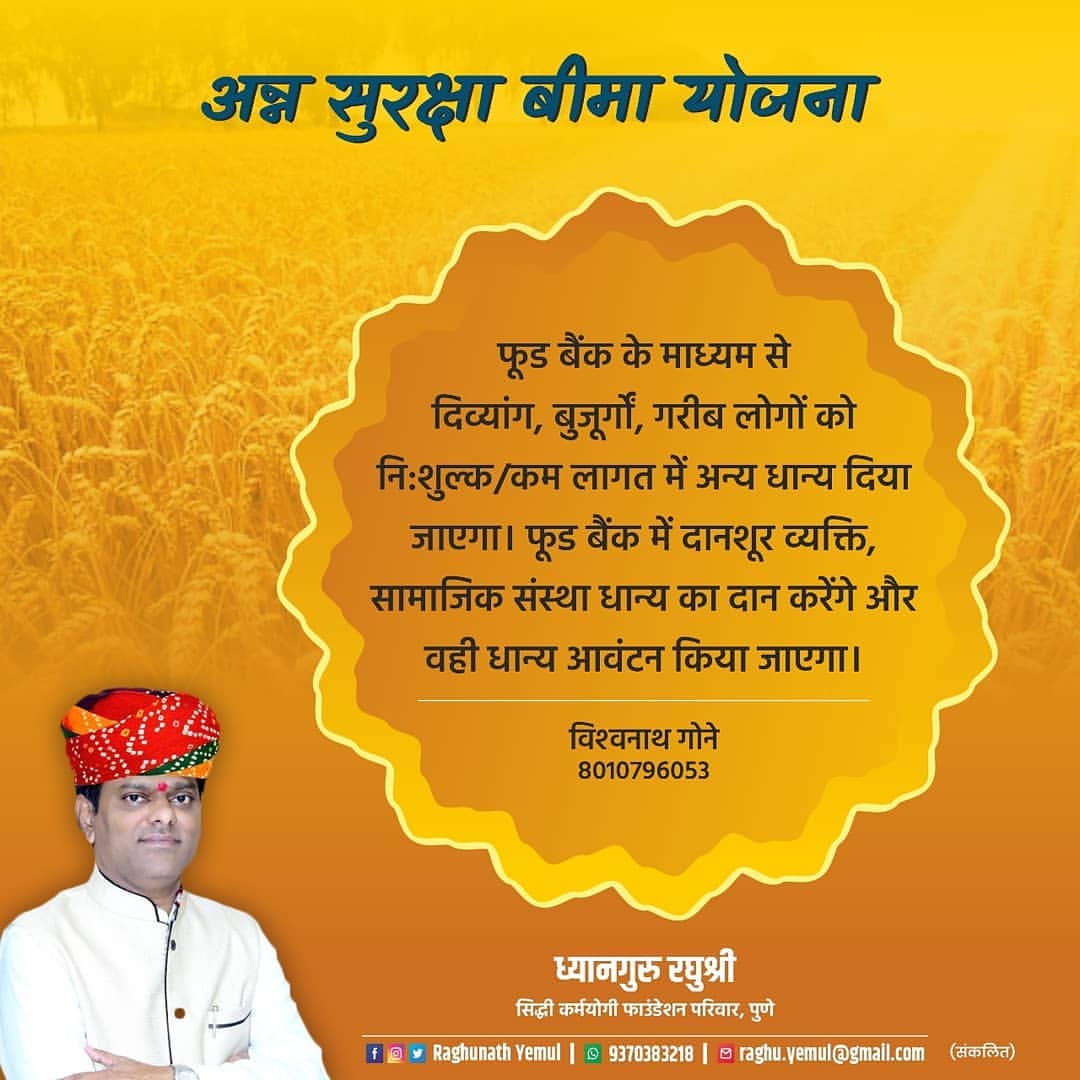 अन्न सुरक्षा बीमा योजना
फूड बैंक के माध्यम से
दिव्यांग, बुजूर्गों, गरीब लोगों को
नि:शुल्क/कम लागत में अन्य धान्य दिया
जाएगा। फूड बैंक में दानशूर व्यक्ति,
सामाजिक संस्था धान्य का दान करेंगे और
वही धान्य आवंटन किया जाएगा।
विश्वनाथ गोने
8010796053
ध्यानगुरु रघुश्री
सिद्धी कर्मयोगी फाउंडेशन परिवार, पुणे
Raghunath Yemul | 9370383218 | raghu.yemul@gmail.com (संकलित)